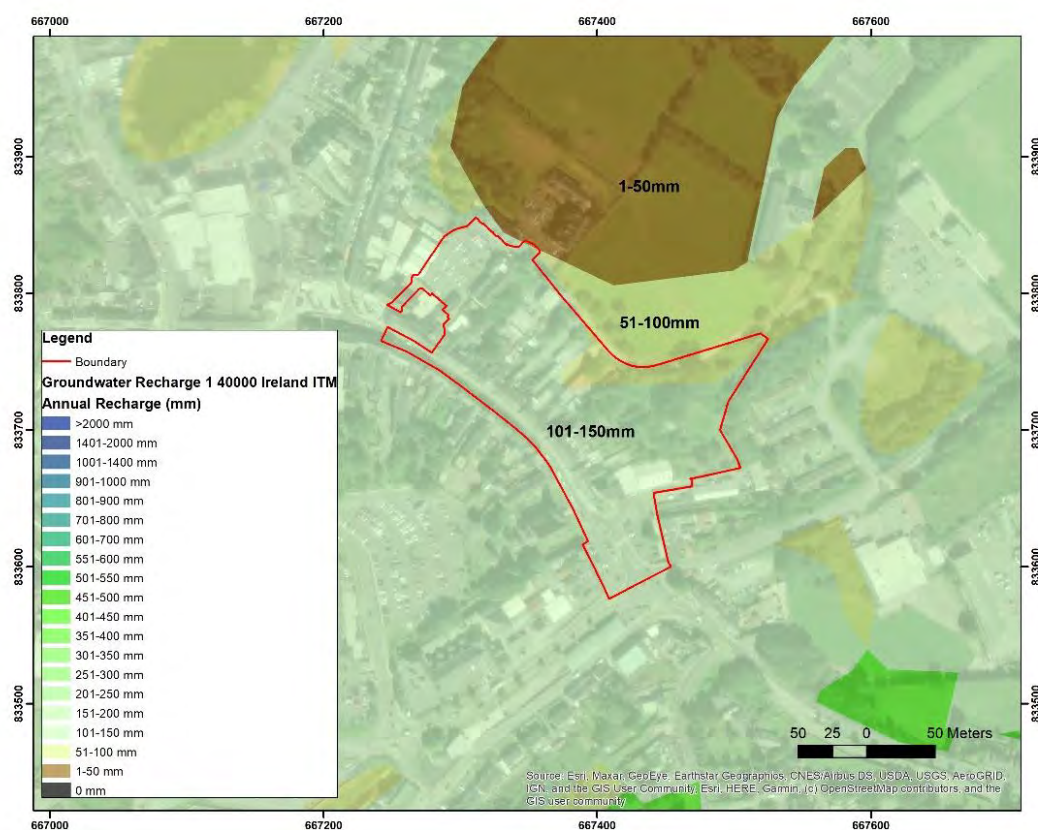 667000 667200 667400 667600
833900 833900
1-50mm
833800 833800
51-100mm
Legend
Boundary
Groundwater Recharge 1 40000 Ireland ITM
Annual Recharge (mm)
>2000 mm
1401-2000 mm
1001-1400 mm
901-1000 mm
801-900 mm
701-800 mm
601-700 mm
551-600 mm
501-550 mm
451-500 mm
401-450 mm
351-400 mm
301-350 mm
251-300 mm
201-250 mm
151-200 mm
101-150 mm
51-100 mm
1-50 mm
0 mm
833700 833700
101-150mm
833600 833600
833500 833500
50 25 0 50 Meters
Source: Esri, Maxar, GeoEye, Earthstar Geographics, CNES/Airbus DS, USDA, USGS, AeroGRID,
IGN, and the GIS User Community, Esri, HERE, Garmin, (c) OpenStreetMap contributors, and the
GIS user community
667000 667200 667400 667600